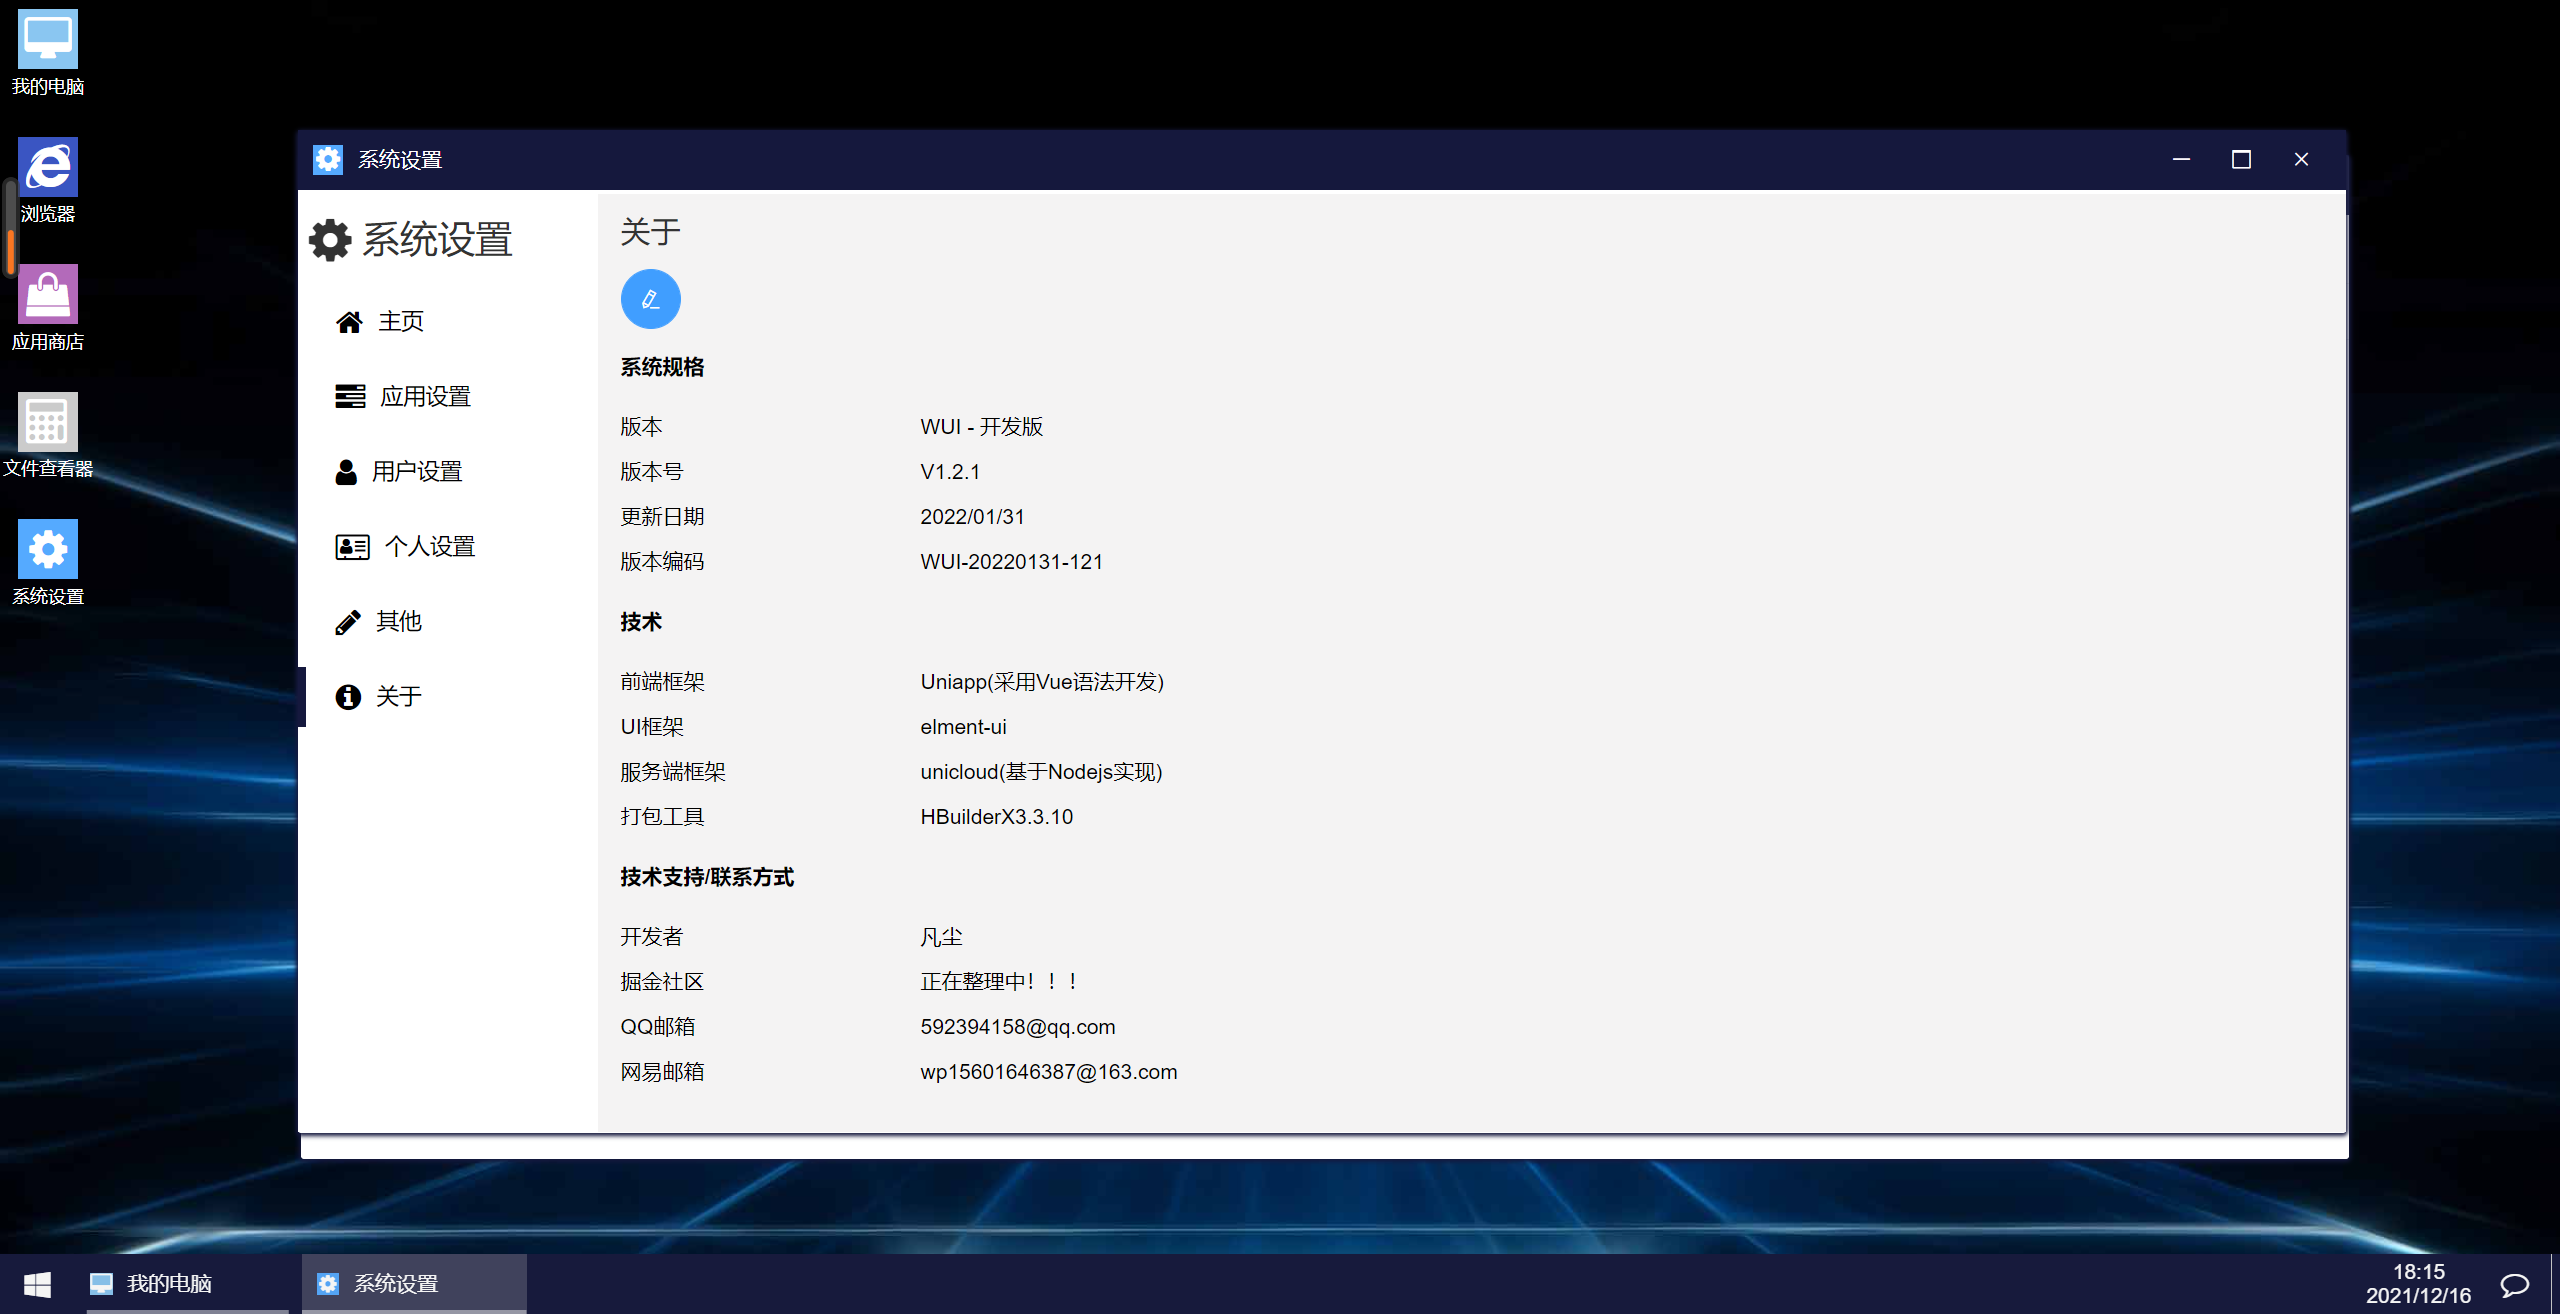 我的电脑
浏览器
应用商店
文件查看器
系统设置
系统设置
系统设置
主页
应用设置
用户设置
个人设置
其他
关于
关于
系统规格
版本 WUI - 开发版
版本号 V1.2.1
更新日期 2022/01/31
版本编码 WUI-20220131-121
技术
前端框架 Uniapp(采用Vue语法开发)
UI框架 elment-ui
服务端框架 unicloud(基于Nodejs实现)
打包工具 HBuilderX3.3.10
技术支持/联系方式
开发者 凡尘
掘金社区 正在整理中！！！
QQ邮箱 592394158@qq.com
网易邮箱 wp15601646387@163.com
我的电脑
系统设置
18:15
2021/12/16